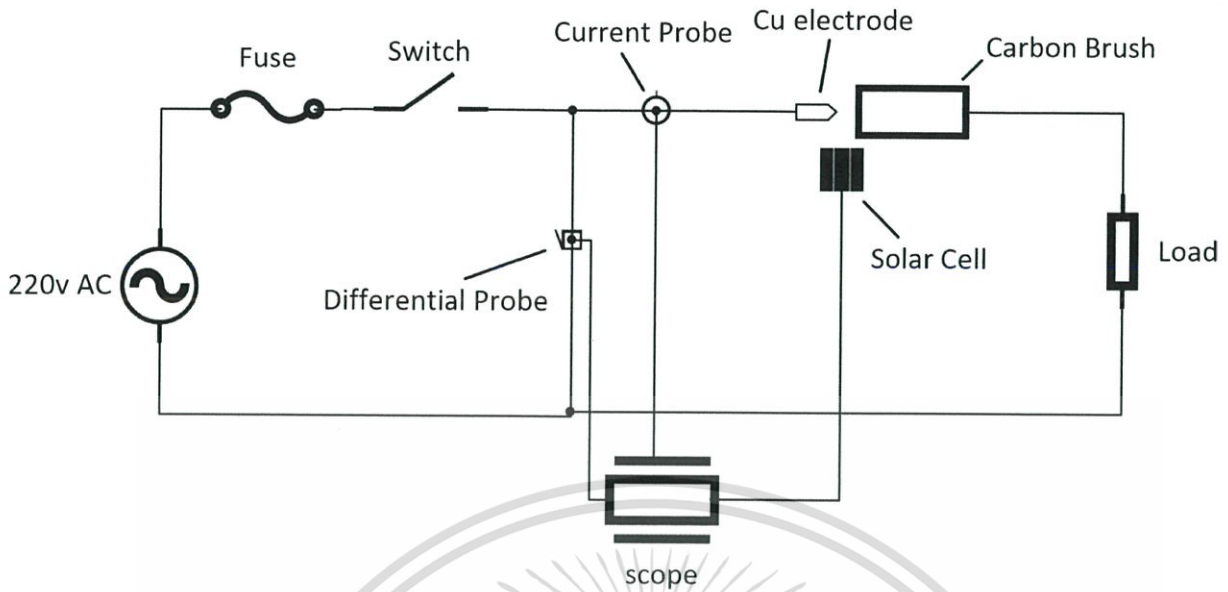 Fuse
Switch
Current Probe
Cu electrode
Carbon Brush
220v AC
Differential Probe
V
Solar Cell
Load
scope